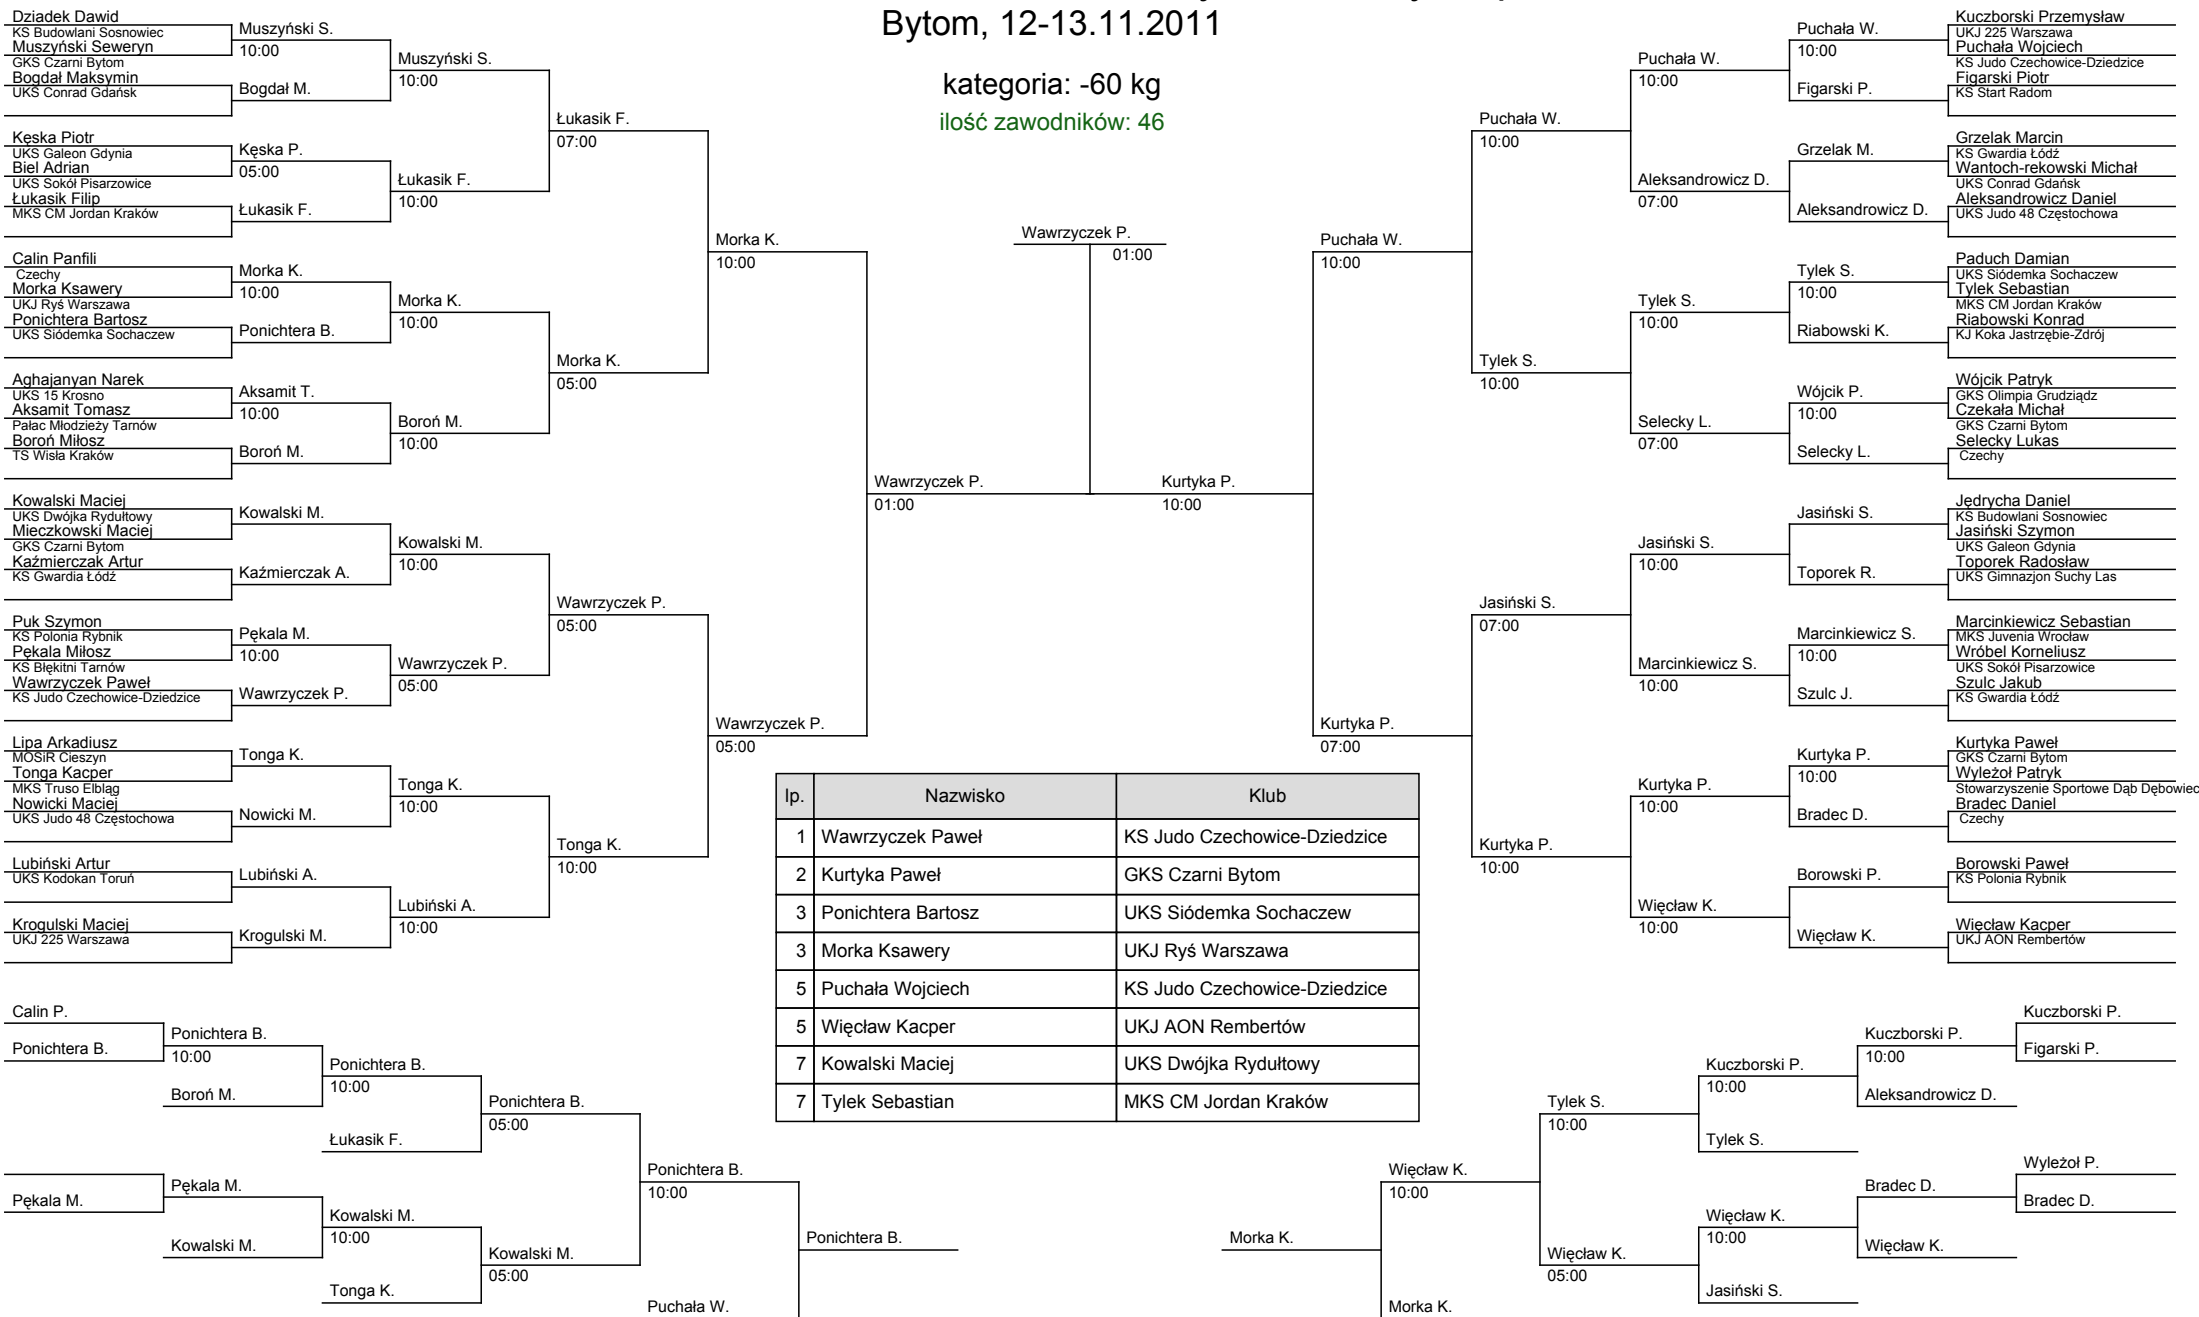 Bytom, 12-13.11.2011
kategoria: -60 kg
ilość zawodników: 46
Dziadek Dawid
KS Budowlani Sosnowiec
Muszyński Seweryn
GKS Czarni Bytom
Bogdał Maksymin
UKS Conrad Gdańsk
Kęska Piotr
UKS Galeon Gdynia
Biel Adrian
UKS Sokół Pisarzowice
Łukasik Filip
MKS CM Jordan Kraków
Calin Panfili
Czechy
Morka Ksawery
UKJ Ryś Warszawa
Ponichtera Bartosz
UKS Siódemka Sochaczew
Aghajanyan Narek
UKS 15 Krosno
Aksamit Tomasz
Pałac Młodzieży Tarnów
Boroń Miłosz
TS Wisła Kraków
Kowalski Maciej
UKS Dwójka Rydułtowy
Mieczkowski Maciej
GKS Czarni Bytom
Kaźmierczak Artur
KS Gwardia Łódź
Puk Szymon
KS Polonia Rybnik
Pękala Miłosz
KS Błękitni Tarnów
Wawrzyczek Paweł
KS Judo Czechowice-Dziedzice
Lipa Arkadiusz
MOSiR Cieszyn
Tonga Kacper
MKS Truso Elbląg
Nowicki Maciej
UKS Judo 48 Częstochowa
Lubiński Artur
UKS Kodokan Toruń
Krogulski Maciej
UKJ 225 Warszawa
Muszyński S.
10:00
Bogdał M.
Kęska P.
05:00
Łukasik F.
Morka K.
10:00
Ponichtera B.
Aksamit T.
10:00
Boroń M.
Kowalski M.
Kaźmierczak A.
Pękala M.
10:00
Wawrzyczek P.
Tonga K.
Nowicki M.
Lubiński A.
Krogulski M.
Muszyński S.
10:00
Łukasik F.
10:00
Morka K.
10:00
Boroń M.
10:00
Kowalski M.
10:00
Wawrzyczek P.
05:00
Tonga K.
10:00
Lubiński A.
10:00
Łukasik F.
07:00
Morka K.
05:00
Wawrzyczek P.
05:00
Tonga K.
10:00
Morka K.
10:00
Wawrzyczek P.
05:00
Wawrzyczek P.
01:00
Wawrzyczek P.
01:00
Kurtyka P.
10:00
Puchała W.
10:00
Kurtyka P.
07:00
Puchała W.
10:00
Tylek S.
10:00
Jasiński S.
07:00
Kurtyka P.
10:00
Puchała W.
10:00
Aleksandrowicz D.
07:00
Tylek S.
10:00
Selecky L.
07:00
Jasiński S.
10:00
Marcinkiewicz S.
10:00
Kurtyka P.
10:00
Więcław K.
10:00
Puchała W.
10:00
Figarski P.
Grzelak M.
Aleksandrowicz D.
Tylek S.
10:00
Riabowski K.
Wójcik P.
10:00
Selecky L.
Jasiński S.
Toporek R.
Marcinkiewicz S.
10:00
Szulc J.
Kurtyka P.
10:00
Bradec D.
Borowski P.
Więcław K.
Kuczborski Przemysław
UKJ 225 Warszawa
Puchała Wojciech
KS Judo Czechowice-Dziedzice
Figarski Piotr
KS Start Radom
Grzelak Marcin
KS Gwardia Łódź
Wantoch-rekowski Michał
UKS Conrad Gdańsk
Aleksandrowicz Daniel
UKS Judo 48 Częstochowa
Paduch Damian
UKS Siódemka Sochaczew
Tylek Sebastian
MKS CM Jordan Kraków
Riabowski Konrad
KJ Koka Jastrzębie-Zdrój
Wójcik Patryk
GKS Olimpia Grudziądz
Czekała Michał
GKS Czarni Bytom
Selecky Lukas
Czechy
Jędrycha Daniel
KS Budowlani Sosnowiec
Jasiński Szymon
UKS Galeon Gdynia
Toporek Radosław
UKS Gimnazjon Suchy Las
Marcinkiewicz Sebastian
MKS Juvenia Wrocław
Wróbel Korneliusz
UKS Sokół Pisarzowice
Szulc Jakub
KS Gwardia Łódź
Kurtyka Paweł
GKS Czarni Bytom
Wyleżoł Patryk
Stowarzyszenie Sportowe Dąb Dębowiec
Bradec Daniel
Czechy
Borowski Paweł
KS Polonia Rybnik
Więcław Kacper
UKJ AON Rembertów
lp. Nazwisko Klub
1 Wawrzyczek Paweł KS Judo Czechowice-Dziedzice
2 Kurtyka Paweł GKS Czarni Bytom
3 Ponichtera Bartosz UKS Siódemka Sochaczew
3 Morka Ksawery UKJ Ryś Warszawa
5 Puchała Wojciech KS Judo Czechowice-Dziedzice
5 Więcław Kacper UKJ AON Rembertów
7 Kowalski Maciej UKS Dwójka Rydułtowy
7 Tylek Sebastian MKS CM Jordan Kraków
Calin P.
Ponichtera B.
Pękala M.
Ponichtera B.
10:00
Boroń M.
Pękala M.
Kowalski M.
Ponichtera B.
10:00
Łukasik F.
Kowalski M.
10:00
Tonga K.
Ponichtera B.
05:00
Kowalski M.
05:00
Ponichtera B.
10:00
Puchała W.
Ponichtera B.
Morka K.
Więcław K.
10:00
Morka K.
Tylek S.
10:00
Więcław K.
05:00
Kuczborski P.
10:00
Tylek S.
Więcław K.
10:00
Jasiński S.
Kuczborski P.
10:00
Aleksandrowicz D.
Bradec D.
Więcław K.
Kuczborski P.
Figarski P.
Wyleżoł P.
Bradec D.